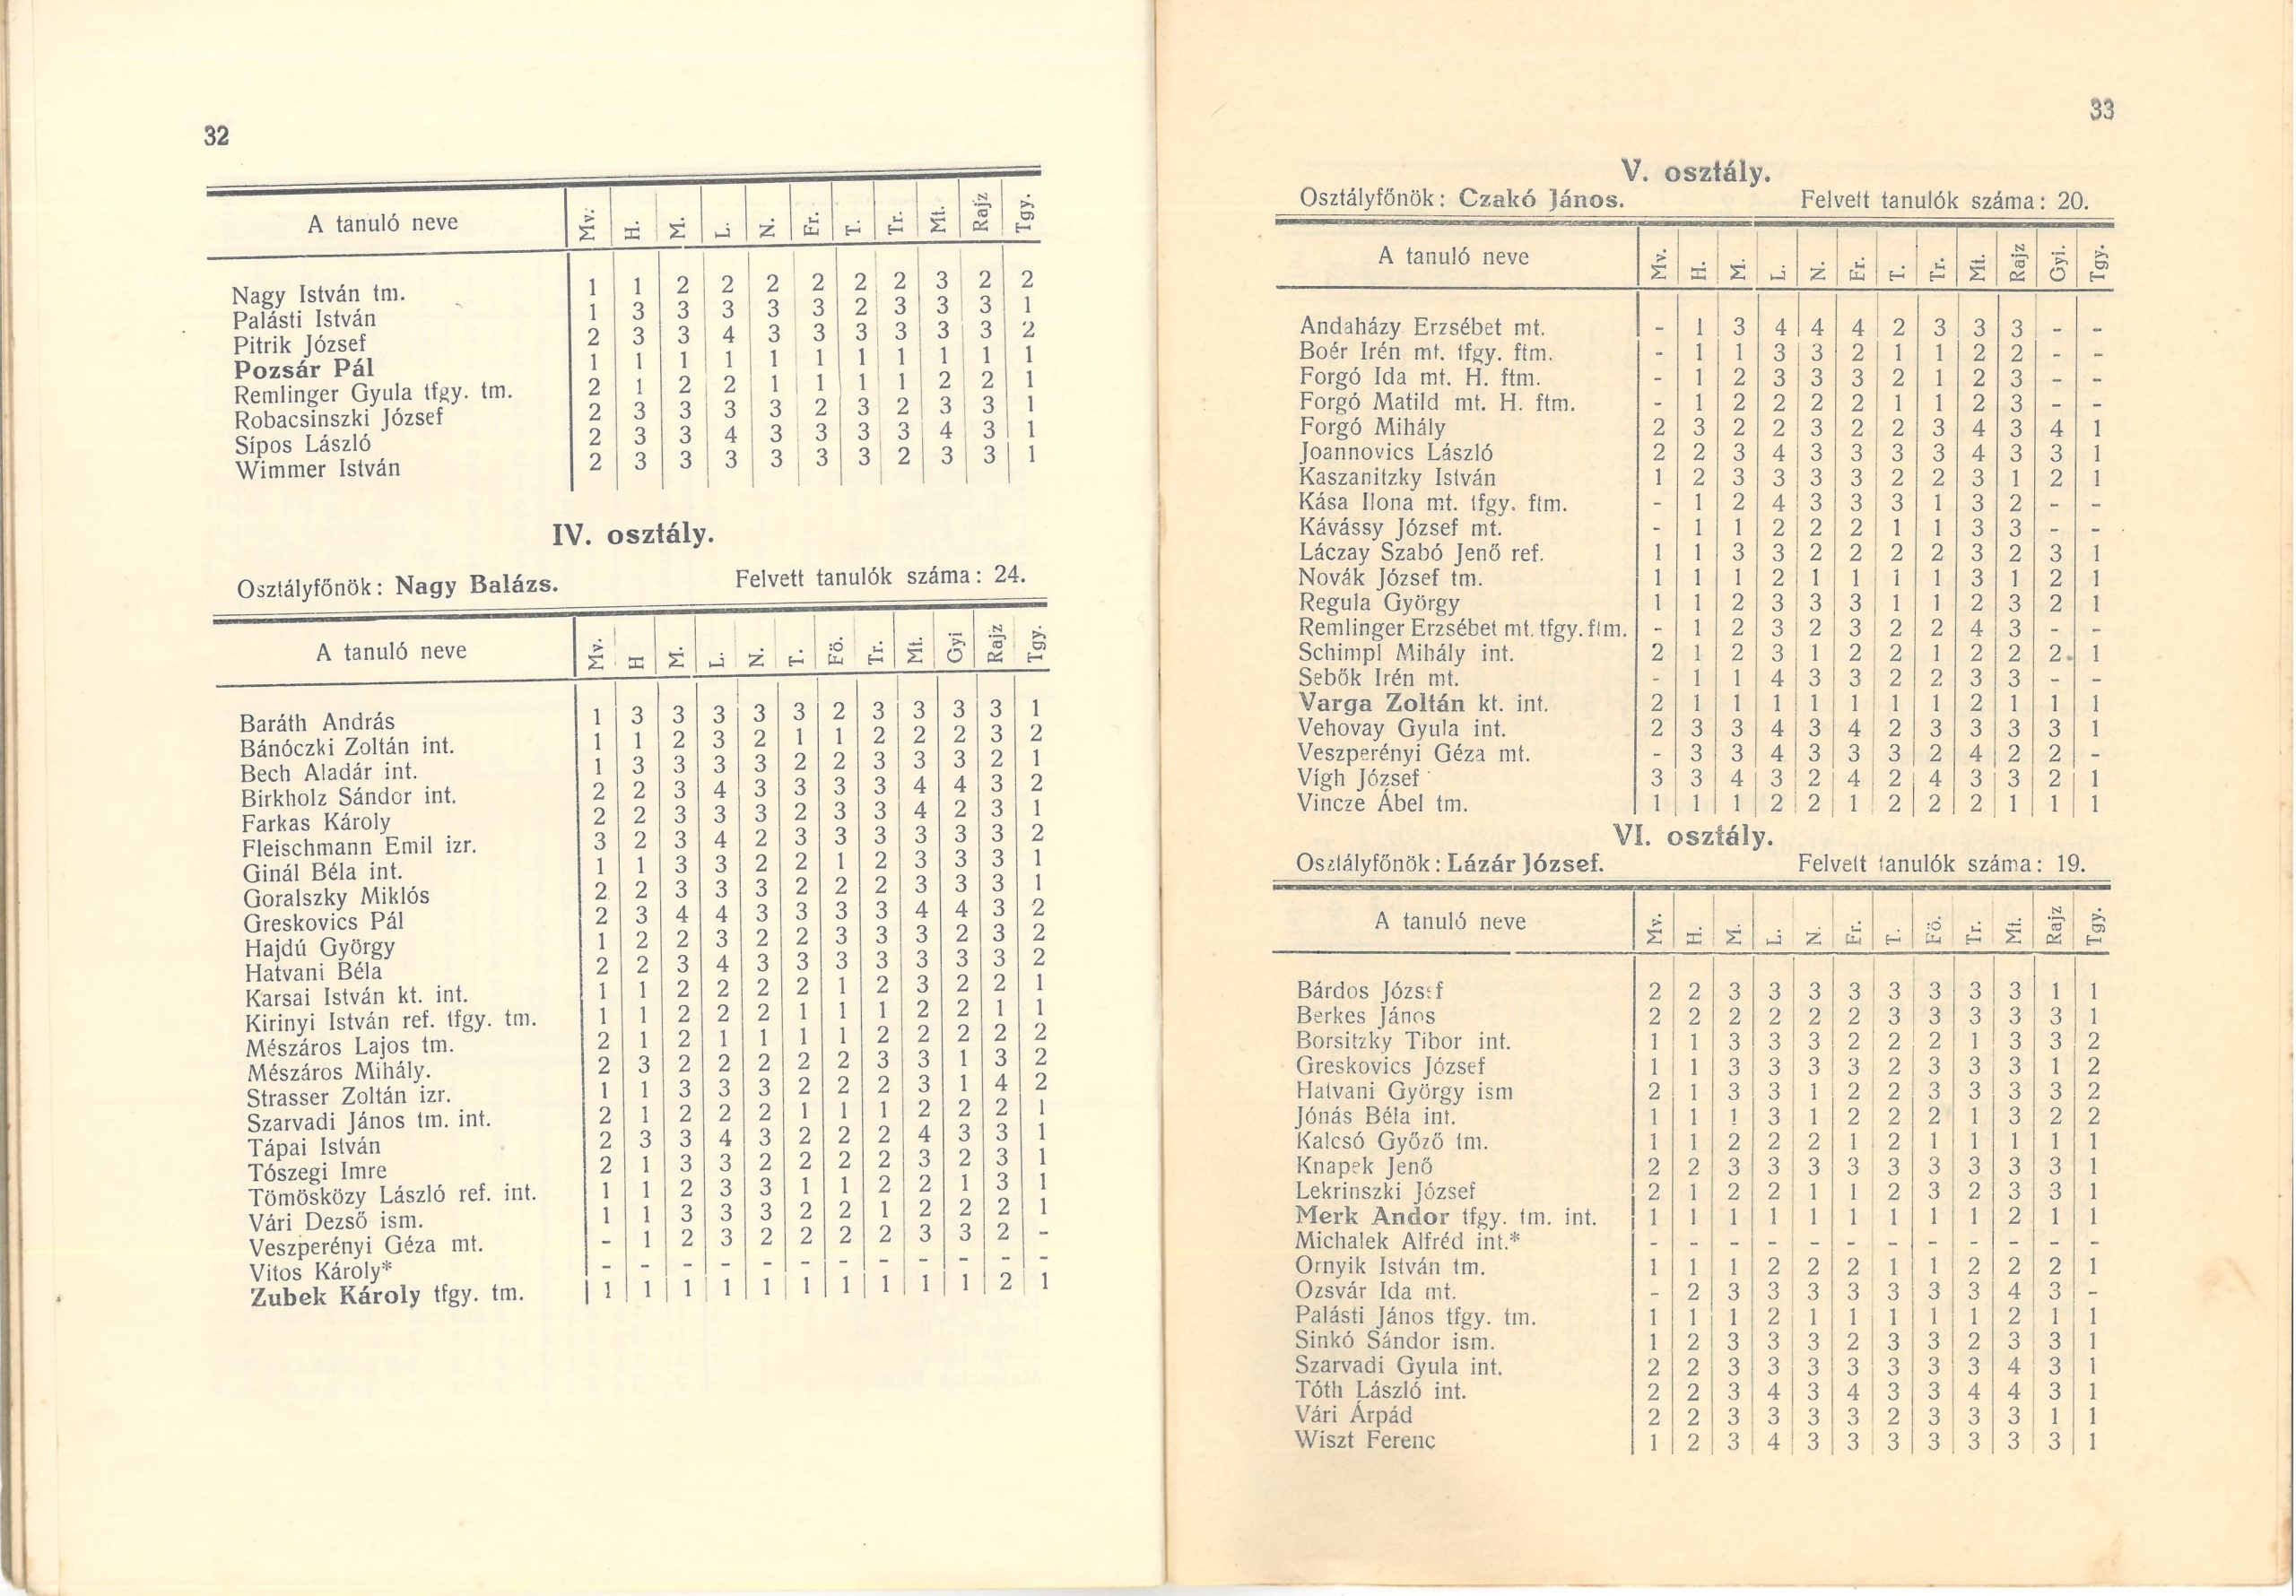 32
A tanuló neve Mv. H. M. L. N. Fr. T. Tr. Mt. Rajz Tgy.
Nagy István tm. 1 1 2 2 2 2 2 2 3 2 2
Palásti István 1 3 3 3 3 3 2 3 3 3 1
Pitrik József 2 3 3 4 3 3 3 3 3 3 2
Pozsár Pál 1 1 1 1 1 1 1 1 1 1 1
Remlinger Gyula tfgy. tm. 2 1 2 2 1 1 1 1 2 2 1
Robacsinszki József 2 3 3 3 3 2 3 2 3 3 1
Sípos László 2 3 3 4 3 3 3 3 4 3 1
Wimmer István 2 3 3 3 3 3 3 2 3 3 1
IV. osztály.
Osztályfőnök: Nagy Balázs. Felvett tanulók száma: 24.
A tanuló neve Mv. H M. L. N. T. Fö. Tr. Mt. Gyi Rajz Tgy.
Baráth András 1 3 3 3 3 3 2 3 3 3 3 1
Bánóczki Zoltán int. 1 1 2 3 2 1 1 2 2 2 3 2
Bech Aladár int. 1 3 3 3 3 2 2 3 3 3 2 1
Birkholz Sándor int. 2 2 3 4 3 3 3 3 4 4 3 2
Farkas Károly 2 2 3 3 3 2 3 3 4 2 3 1
Fleischmann Emil izr. 3 2 3 4 2 3 3 3 3 3 3 2
Ginál Béla int. 1 1 3 3 2 2 1 2 3 3 3 1
Goralszky Miklós 2 2 3 3 3 2 2 2 3 3 3 1
Greskovics Pál 2 3 4 4 3 3 3 3 4 4 3 2
Hajdú György 1 2 2 3 2 2 3 3 3 2 3 2
Hatvani Béla 2 2 3 4 3 3 3 3 3 3 3 2
Karsai István kt. int. 1 1 2 2 2 2 1 2 3 2 2 1
Kirinyi István ref. tfgy. tm. 1 1 2 2 2 1 1 1 2 2 1 1
Mészáros Lajos tm. 2 1 2 1 1 1 1 2 2 2 2 2
Mészáros Mihály. 2 3 2 2 2 2 2 3 3 1 3 2
Strasser Zoltán izr. 1 1 3 3 3 2 2 2 3 1 4 2
Szarvadi János tm. int. 2 1 2 2 2 1 1 1 2 2 2 1
Tápai István 2 3 3 4 3 2 2 2 4 3 3 1
Tószegi Imre 2 1 3 3 2 2 2 2 3 2 3 1
Tömösközy László ref. int. 1 1 2 3 3 1 1 2 2 1 3 1
Vári Dezső ism. 1 1 3 3 3 2 2 1 2 2 2 1
Veszperényi Géza mt. - 1 2 3 2 2 2 2 3 3 2 -
Vitos Károly* - - - - - - - - - - - -
Zubek Károly tfgy. tm. 1 1 1 1 1 1 1 1 1 1 2 1
33
V. osztály.
Osztályfőnök: Czakó János. Felvett tanulók száma: 20.
A tanuló neve Mv. H. M. L. N. Fr. T. Tr. Mt. Rajz Gyi. Tgy.
Andaházy Erzsébet mt. - 1 3 4 4 4 2 3 3 3 - -
Boér Irén mt. tfgy. ftm. - 1 1 3 3 2 1 1 2 2 - -
Forgó Ida mt. H. ftm. - 1 2 3 3 3 2 1 2 3 - -
Forgó Matild mt. H. ftm. - 1 2 2 2 2 1 1 2 3 - -
Forgó Mihály 2 3 2 2 3 2 2 3 4 3 4 1
Joannovics László 2 2 3 4 3 3 3 3 4 3 3 1
Kaszanitzky István 1 2 3 3 3 3 2 2 3 1 2 1
Kása Ilona mt. tfgy. ftm. - 1 2 4 3 3 3 1 3 2 - -
Kávássy József mt. - 1 1 2 2 2 1 1 3 3 - -
Láczay Szabó Jenő ref. 1 1 3 3 2 2 2 2 3 2 3 1
Novák József tm. 1 1 1 2 1 1 1 1 3 1 2 1
Regula György 1 1 2 3 3 3 1 1 2 3 2 1
Remlinger Erzsébet mt. tfgy. ftm. - 1 2 3 2 3 2 2 4 3 - -
Schimpl Mihály int. 2 1 2 3 1 2 2 1 2 2 2 1
Sebők Irén mt. - 1 1 4 3 3 2 2 3 3 - -
Varga Zoltán kt. int. 2 1 1 1 1 1 1 1 2 1 1 1
Vehovay Gyula int. 2 3 3 4 3 4 2 3 3 3 3 1
Veszperényi Géza mt. - 3 3 4 3 3 3 2 4 2 2 -
Vígh József 3 3 4 3 2 4 2 4 3 3 2 1
Vincze Ábel tm. 1 1 1 2 2 1 2 2 2 1 1 1
VI. osztály.
Osztályfőnök: Lázár József. Felvett tanulók száma: 19.
A tanuló neve Mv. H. M. L. N. Fr. T. Fö. Tr. Mt. Rajz Tgy.
Bárdos József 2 2 3 3 3 3 3 3 3 3 1 1
Berkes János 2 2 2 2 2 2 3 3 3 3 3 1
Borsitzky Tibor int. 1 1 3 3 3 2 2 2 1 3 3 2
Greskovics József 1 1 3 3 3 3 2 3 3 3 1 2
Hatvani György ism 2 1 3 3 1 2 2 3 3 3 3 2
Jónás Béla int. 1 1 1 3 1 2 2 2 1 3 2 2
Kalcsó Győző tm. 1 1 2 2 2 1 2 1 1 1 1 1
Knapek Jenő 2 2 3 3 3 3 3 3 3 3 3 1
Lekrinszki József 2 1 2 2 1 1 2 3 2 3 3 1
Merk Andor tfgy. tm. int. 1 1 1 1 1 1 1 1 1 2 1 1
Michalek Alfréd int.* - - - - - - - - - - - -
Ornyik István tm. 1 1 1 2 2 2 1 1 2 2 2 1
Ozsvár Ida mt. - 2 3 3 3 3 3 3 3 4 3 -
Palásti János tfgy. tm. 1 1 1 2 1 1 1 1 1 2 1 1
Sinkó Sándor ism. 1 2 3 3 3 2 3 3 2 3 3 1
Szarvadi Gyula int. 2 2 3 3 3 3 3 3 3 4 3 1
Tóth László int. 2 2 3 4 3 4 3 3 4 4 3 1
Vári Árpád 2 2 3 3 3 3 2 3 3 3 1 1
Wiszt Ferenc 1 2 3 4 3 3 3 3 3 3 3 1